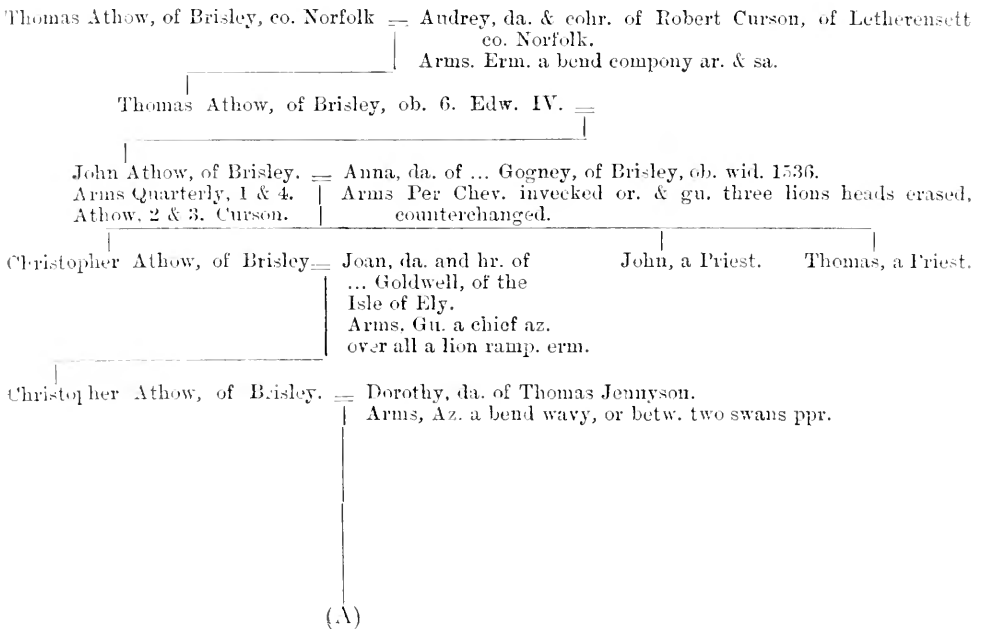 Thomas Athow, of Brisley, co. Norfolk = Audrey, da. & cohr. of Robert Curson, of Letherensett
co. Norfolk.
Arms. Erm. a bend compony ar. & sa.
Thomas Athow, of Brisley, ob. 6. Edw. IV. =
John Athow, of Brisley. = Anna, da. of ... Gogney, of Brisley, ob. wid. 1536.
Arms Quarterly, 1 & 4. Arms Per Chev. invecked or. & gu. three lions heads erased,
Athow, 2 & 3. Curson. counterchanged.
Christopher Athow, of Brisley = Joan, da. and hr. of John, a Priest. Thomas, a Priest.
... Goldwell, of the
Isle of Ely.
Arms. Gu. a chief az.
over all a lion ramp. erm.
Christopher Athow, of Brisley. = Dorothy, da. of Thomas Jennyson.
Arms, Az. a bend wavy, or betw. two swans ppr.
(A)